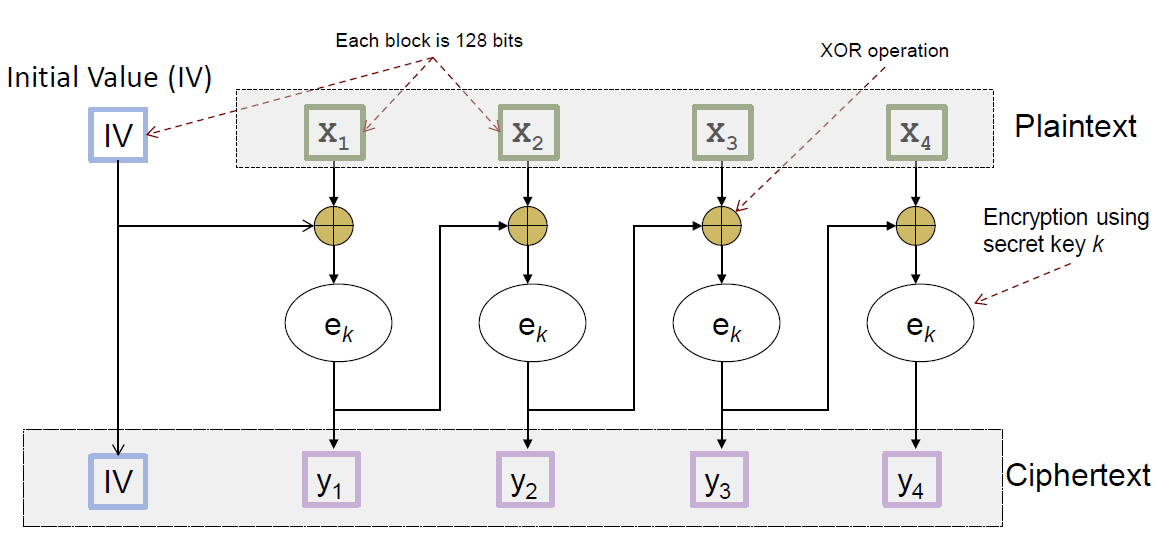 Each block is 128 bits
XOR operation
Initial Value (IV)
IV
x1
x2
x3
x4
Plaintext
Encryption using
secret key k
ek
ek
ek
ek
IV
y1
y2
y3
y4
Ciphertext